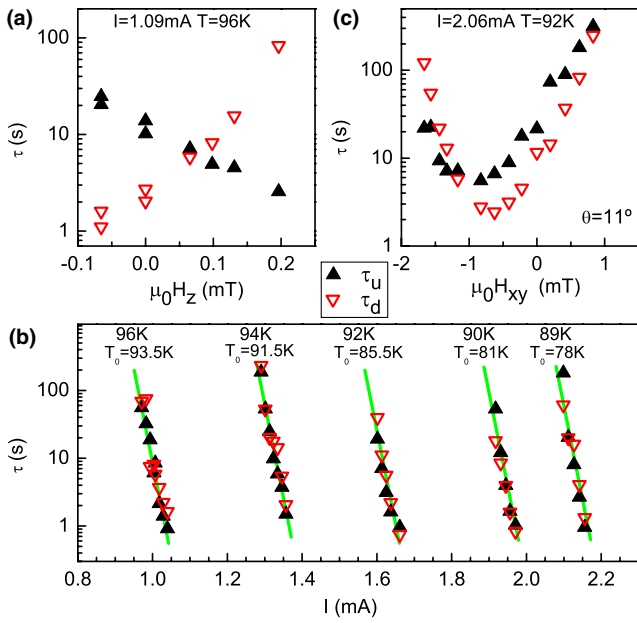 (a)
I=1.09mA T=96K
τ (s)
100
10
1
-0.1
0.0
0.1
0.2
μ0Hz (mT)
(c)
I=2.06mA T=92K
τ (s)
100
10
1
-2
-1
0
1
μ0Hxy (mT)
θ=11º
τu
τd
(b)
96K
T0=93.5K
94K
T0=91.5K
92K
T0=85.5K
90K
T0=81K
89K
T0=78K
τ (s)
100
10
1
0.8
1.0
1.2
1.4
1.6
1.8
2.0
2.2
I (mA)